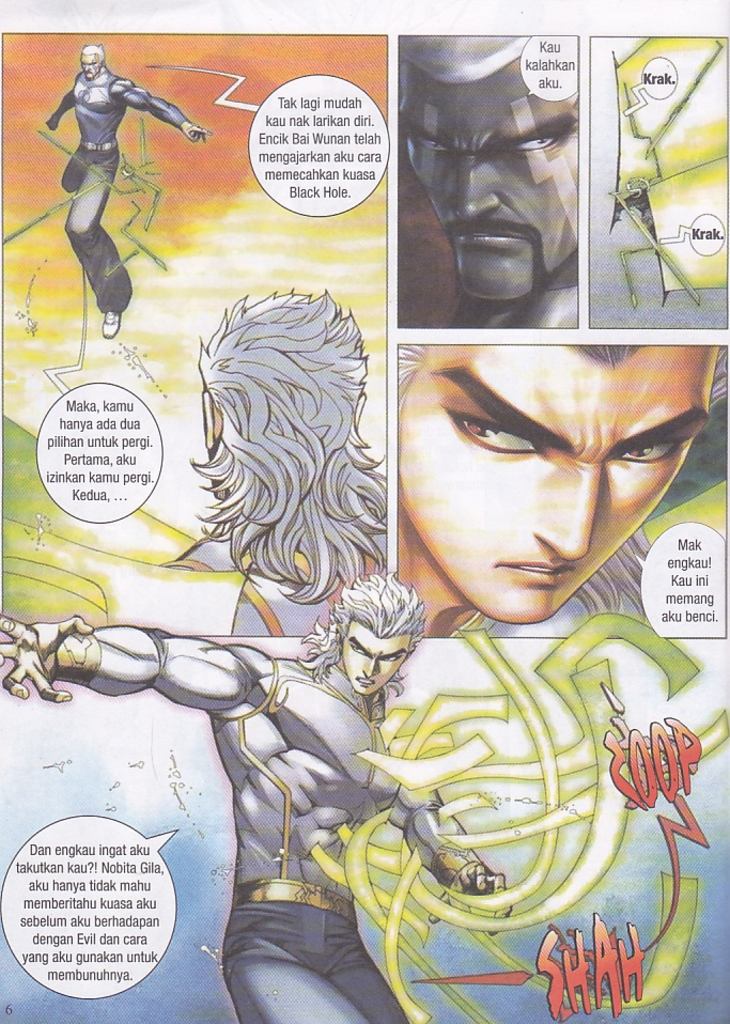 Tak lagi mudah
kau nak larikan diri.
Encik Bai Wunan telah
mengajarkan aku cara
memecahkan kuasa
Black Hole.
Kau
kalahkan
aku.
Krak.
Krak.
Maka, kamu
hanya ada dua
pilihan untuk pergi.
Pertama, aku
izinkan kamu pergi.
Kedua, ...
Mak
engkau!
Kau ini
memang
aku benci.
ZOOP
SHAH
Dan engkau ingat aku
takutkan kau?! Nobita Gila,
aku hanya tidak mahu
memberitahu kuasa aku
sebelum aku berhadapan
dengan Evil dan cara
yang aku gunakan untuk
membunuhnya.
6